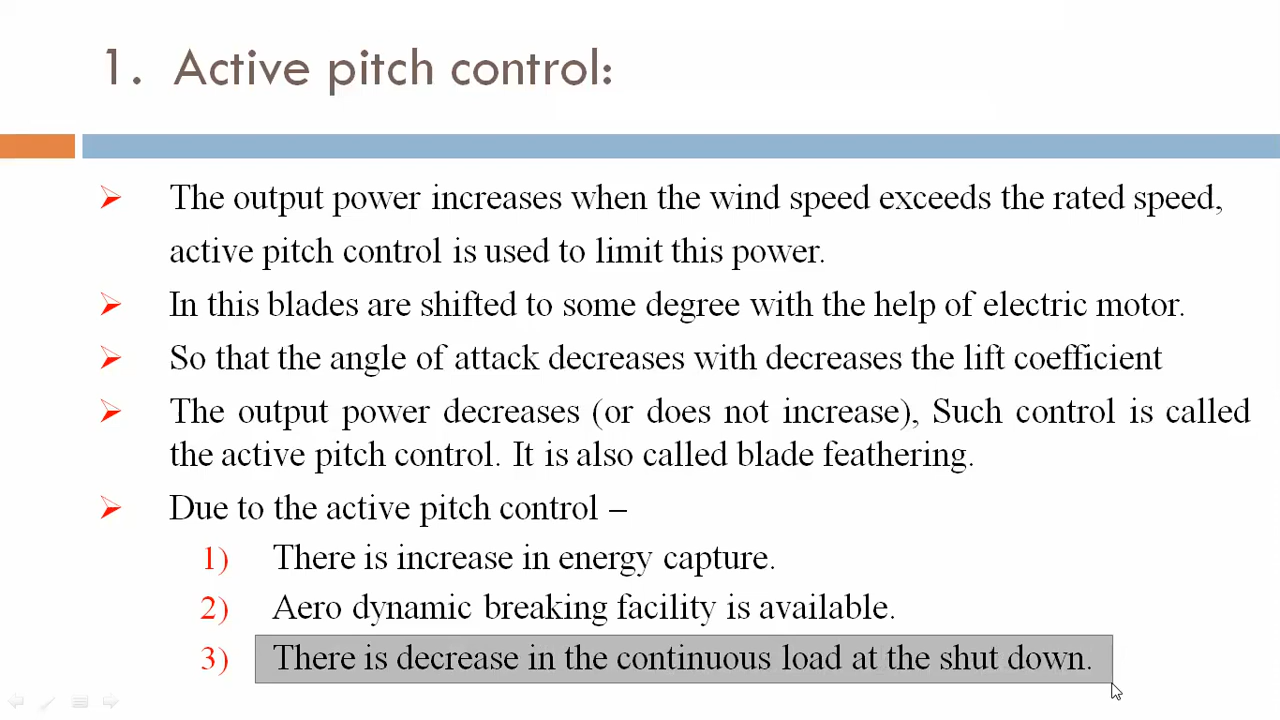 1. Active pitch control:
The output power increases when the wind speed exceeds the rated speed,
active pitch control is used to limit this power.
In this blades are shifted to some degree with the help of electric motor.
So that the angle of attack decreases with decreases the lift coefficient
The output power decreases (or does not increase), Such control is called
the active pitch control. It is also called blade feathering.
Due to the active pitch control –
1) There is increase in energy capture.
2) Aero dynamic breaking facility is available.
3) There is decrease in the continuous load at the shut down.